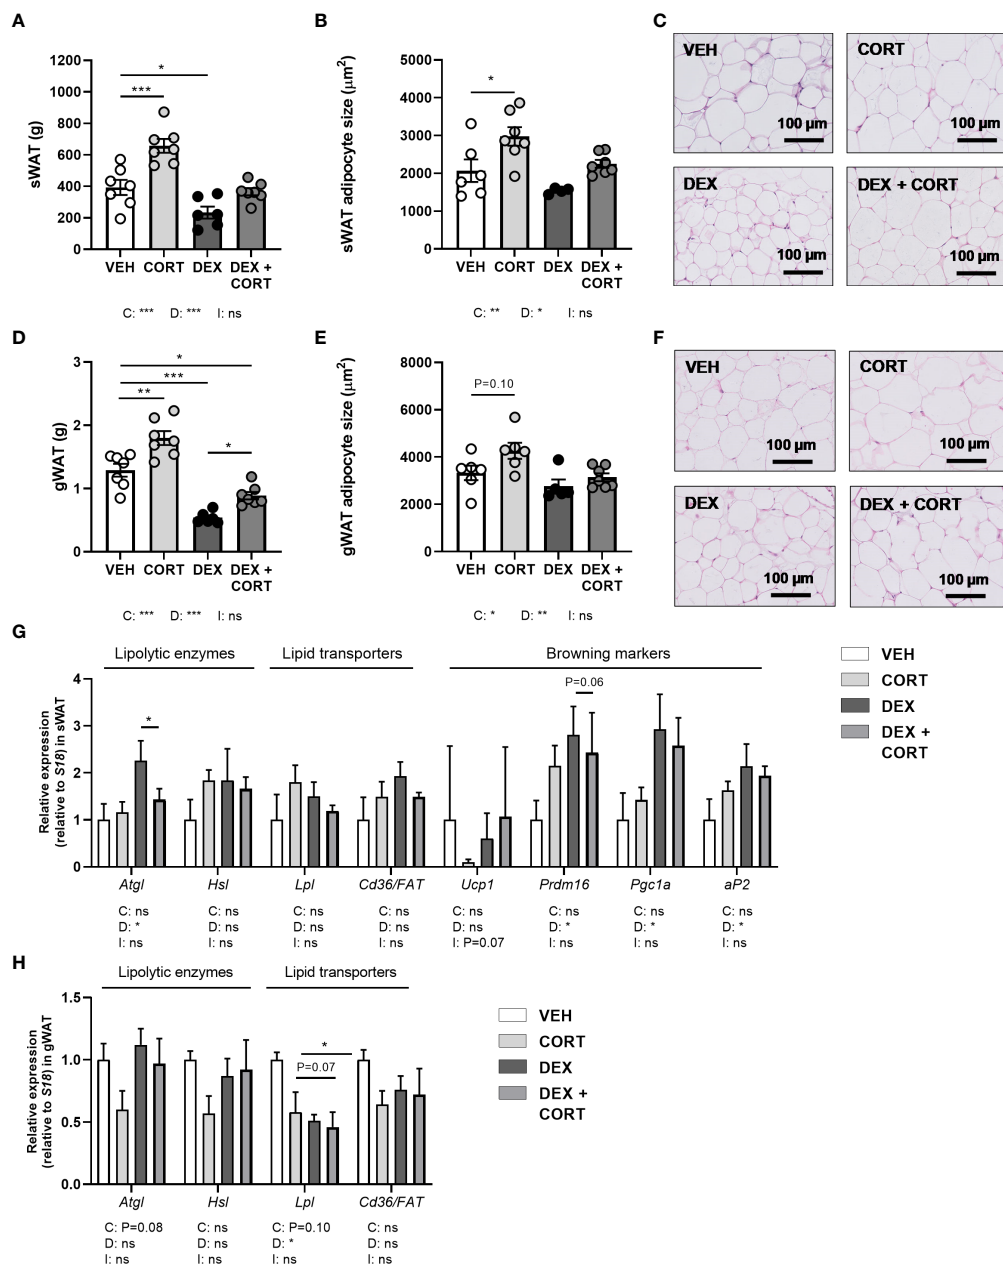 A
sWAT (g)
1200
1000
800
600
400
200
0
*
***
VEH
CORT
DEX
DEX +
CORT
C: ***
D: ***
I: ns
B
sWAT adipocyte size (μm²)
5000
4000
3000
2000
1000
0
*
VEH
CORT
DEX
DEX +
CORT
C: **
D: *
I: ns
C
VEH
100 μm
CORT
100 μm
DEX
100 μm
DEX + CORT
100 μm
D
gWAT (g)
3
2
1
0
*
***
**
*
VEH
CORT
DEX
DEX +
CORT
C: ***
D: ***
I: ns
E
gWAT adipocyte size (μm²)
8000
6000
4000
2000
0
P=0.10
VEH
CORT
DEX
DEX +
CORT
C: *
D: **
I: ns
F
VEH
100 μm
CORT
100 μm
DEX
100 μm
DEX + CORT
100 μm
G
Lipolytic enzymes
Lipid transporters
Browning markers
Relative expression
(relative to S18) in sWAT
4
3
2
1
0
*
P=0.06
Atgl
Hsl
Lpl
Cd36/FAT
Ucp1
Prdm16
Pgc1a
aP2
C: ns
D: *
I: ns
C: ns
D: ns
I: ns
C: ns
D: ns
I: ns
C: ns
D: ns
I: ns
C: ns
D: ns
I: P=0.07
C: ns
D: *
I: ns
C: ns
D: *
I: ns
C: ns
D: *
I: ns
VEH
CORT
DEX
DEX +
CORT
H
Lipolytic enzymes
Lipid transporters
Relative expression
(relative to S18) in gWAT
1.5
1.0
0.5
0.0
*
P=0.07
Atgl
Hsl
Lpl
Cd36/FAT
C: P=0.08
D: ns
I: ns
C: ns
D: ns
I: ns
C: P=0.10
D: *
I: ns
C: ns
D: ns
I: ns
VEH
CORT
DEX
DEX +
CORT